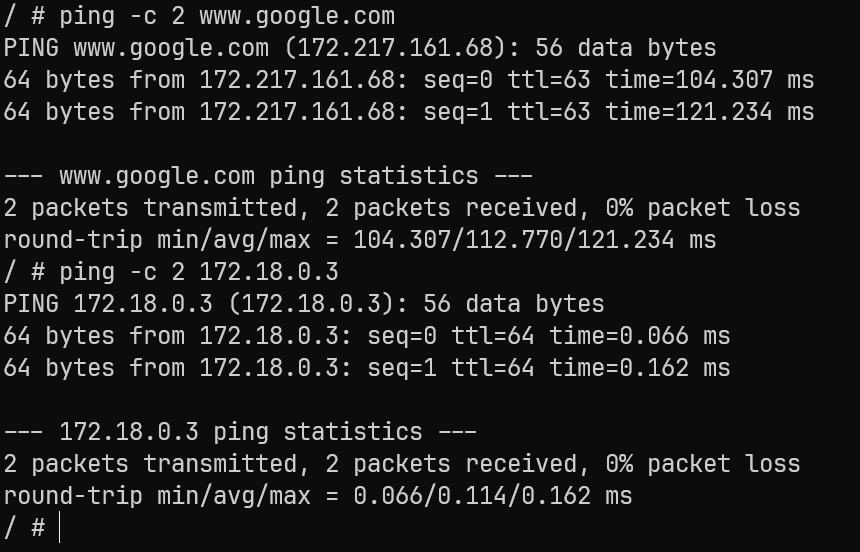 / # ping -c 2 www.google.com
PING www.google.com (172.217.161.68): 56 data bytes
64 bytes from 172.217.161.68: seq=0 ttl=63 time=104.307 ms
64 bytes from 172.217.161.68: seq=1 ttl=63 time=121.234 ms
--- www.google.com ping statistics ---
2 packets transmitted, 2 packets received, 0% packet loss
round-trip min/avg/max = 104.307/112.770/121.234 ms
/ # ping -c 2 172.18.0.3
PING 172.18.0.3 (172.18.0.3): 56 data bytes
64 bytes from 172.18.0.3: seq=0 ttl=64 time=0.066 ms
64 bytes from 172.18.0.3: seq=1 ttl=64 time=0.162 ms
--- 172.18.0.3 ping statistics ---
2 packets transmitted, 2 packets received, 0% packet loss
round-trip min/avg/max = 0.066/0.114/0.162 ms
/ #